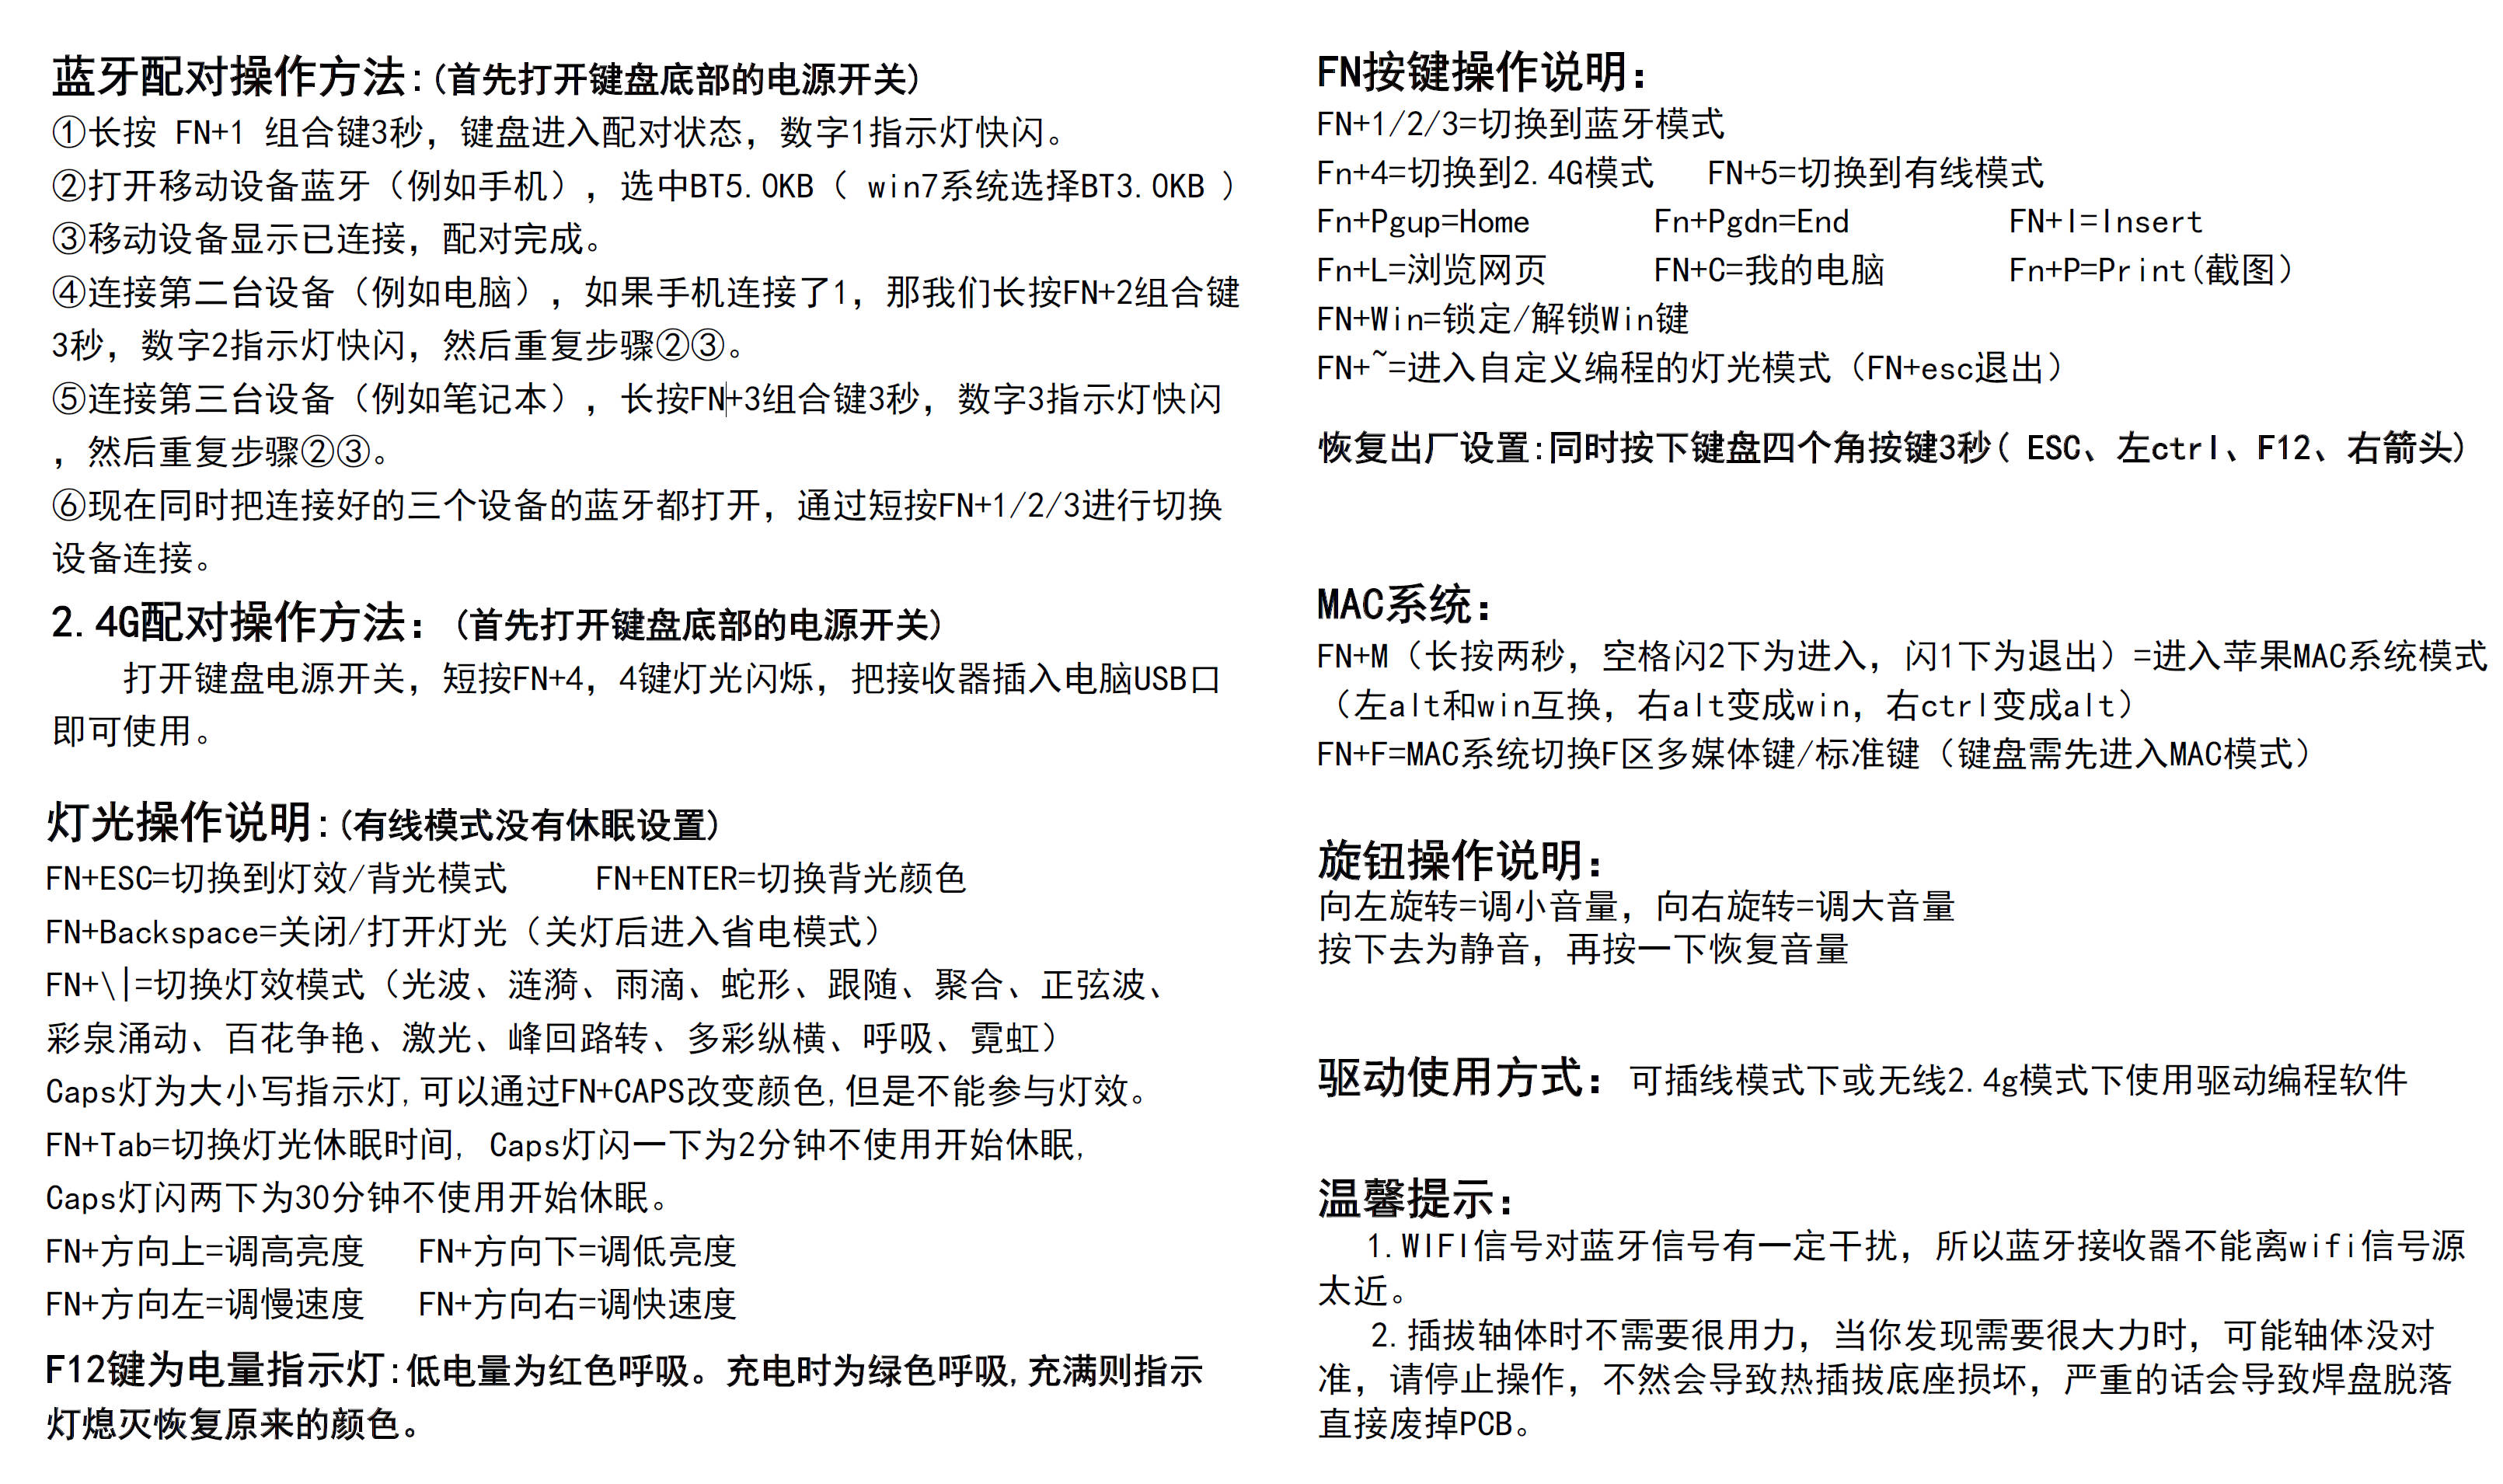 蓝牙配对操作方法:(首先打开键盘底部的电源开关)
①长按 FN+1 组合键3秒，键盘进入配对状态，数字1指示灯快闪。
②打开移动设备蓝牙（例如手机），选中BT5.0KB（ win7系统选择BT3.0KB ）
③移动设备显示已连接，配对完成。
④连接第二台设备（例如电脑），如果手机连接了1，那我们长按FN+2组合键
3秒，数字2指示灯快闪，然后重复步骤②③。
⑤连接第三台设备（例如笔记本），长按FN+3组合键3秒，数字3指示灯快闪
，然后重复步骤②③。
⑥现在同时把连接好的三个设备的蓝牙都打开，通过短按FN+1/2/3进行切换
设备连接。
2.4G配对操作方法：(首先打开键盘底部的电源开关)
打开键盘电源开关，短按FN+4，4键灯光闪烁，把接收器插入电脑USB口
即可使用。
灯光操作说明:(有线模式没有休眠设置)
FN+ESC=切换到灯效/背光模式 FN+ENTER=切换背光颜色
FN+Backspace=关闭/打开灯光（关灯后进入省电模式）
FN+\|=切换灯效模式（光波、涟漪、雨滴、蛇形、跟随、聚合、正弦波、
彩泉涌动、百花争艳、激光、峰回路转、多彩纵横、呼吸、霓虹）
Caps灯为大小写指示灯,可以通过FN+CAPS改变颜色,但是不能参与灯效。
FN+Tab=切换灯光休眠时间, Caps灯闪一下为2分钟不使用开始休眠,
Caps灯闪两下为30分钟不使用开始休眠。
FN+方向上=调高亮度 FN+方向下=调低亮度
FN+方向左=调慢速度 FN+方向右=调快速度
F12键为电量指示灯:低电量为红色呼吸。充电时为绿色呼吸,充满则指示
灯熄灭恢复原来的颜色。
FN按键操作说明：
FN+1/2/3=切换到蓝牙模式
Fn+4=切换到2.4G模式 FN+5=切换到有线模式
Fn+Pgup=Home Fn+Pgdn=End FN+I=Insert
Fn+L=浏览网页 FN+C=我的电脑 Fn+P=Print(截图）
FN+Win=锁定/解锁Win键
FN+~=进入自定义编程的灯光模式（FN+esc退出）
恢复出厂设置:同时按下键盘四个角按键3秒( ESC、左ctrl、F12、右箭头)
MAC系统：
FN+M（长按两秒，空格闪2下为进入，闪1下为退出）=进入苹果MAC系统模式
（左alt和win互换，右alt变成win，右ctrl变成alt）
FN+F=MAC系统切换F区多媒体键/标准键（键盘需先进入MAC模式）
旋钮操作说明：
向左旋转=调小音量，向右旋转=调大音量
按下去为静音，再按一下恢复音量
驱动使用方式：可插线模式下或无线2.4g模式下使用驱动编程软件
温馨提示：
1.WIFI信号对蓝牙信号有一定干扰，所以蓝牙接收器不能离wifi信号源
太近。
2.插拔轴体时不需要很用力，当你发现需要很大力时，可能轴体没对
准，请停止操作，不然会导致热插拔底座损坏，严重的话会导致焊盘脱落
直接废掉PCB。